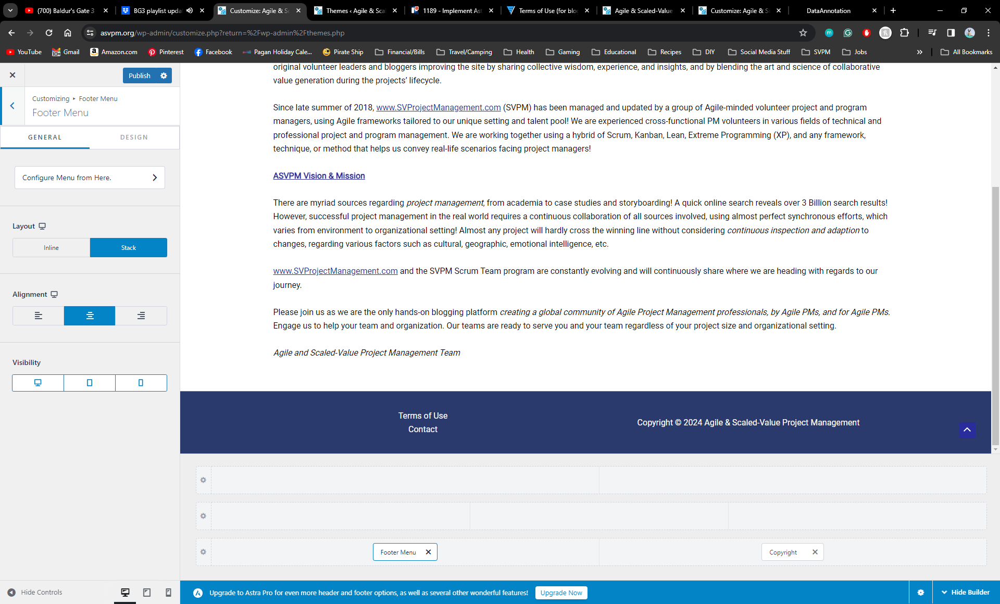 (700) Baldur's Gate 3
BG3 playlist upda
Customize: Agile & Sc
Themes ‹ Agile & Scal
1189 - Implement Ast
Terms of Use (for blo
Agile & Scaled-Value
Customize: Agile & Sc
DataAnnotation
asvpm.org/wp-admin/customize.php?return=%2Fwp-admin%2Fthemes.php
YouTube
Gmail
Amazon.com
Pinterest
Facebook
Pagan Holiday Cale...
Pirate Ship
Financial/Bills
Travel/Camping
Health
Gaming
Educational
Recipes
DIY
Social Media Stuff
SVPM
Jobs
All Bookmarks
Publish
Customizing ▸ Footer Menu
Footer Menu
GENERAL
DESIGN
Configure Menu from Here.
Layout
Inline
Stack
Alignment
Visibility
Hide Controls
original volunteer leaders and bloggers improving the site by sharing collective wisdom, experience, and insights, and by blending the art and science of collaborative
value generation during the projects’ lifecycle.
Since late summer of 2018, www.SVProjectManagement.com (SVPM) has been managed and updated by a group of Agile-minded volunteer project and program
managers, using Agile frameworks tailored to our unique setting and talent pool! We are experienced cross-functional PM volunteers in various fields of technical and
professional project and program management. We are working together using a hybrid of Scrum, Kanban, Lean, Extreme Programming (XP), and any framework,
technique, or method that helps us convey real-life scenarios facing project managers!
ASVPM Vision & Mission
There are myriad sources regarding project management, from academia to case studies and storyboarding! A quick online search reveals over 3 Billion search results!
However, successful project management in the real world requires a continuous collaboration of all sources involved, using almost perfect synchronous efforts, which
varies from environment to organizational setting! Almost any project will hardly cross the winning line without considering continuous inspection and adaption to
changes, regarding various factors such as cultural, geographic, emotional intelligence, etc.
www.SVProjectManagement.com and the SVPM Scrum Team program are constantly evolving and will continuously share where we are heading with regards to our
journey.
Please join us as we are the only hands-on blogging platform creating a global community of Agile Project Management professionals, by Agile PMs, and for Agile PMs.
Engage us to help your team and organization. Our teams are ready to serve you and your team regardless of your project size and organizational setting.
Agile and Scaled-Value Project Management Team
Terms of Use
Contact
Copyright © 2024 Agile & Scaled-Value Project Management
Footer Menu
Copyright
Upgrade to Astra Pro for even more header and footer options, as well as several other wonderful features!
Upgrade Now
Hide Builder